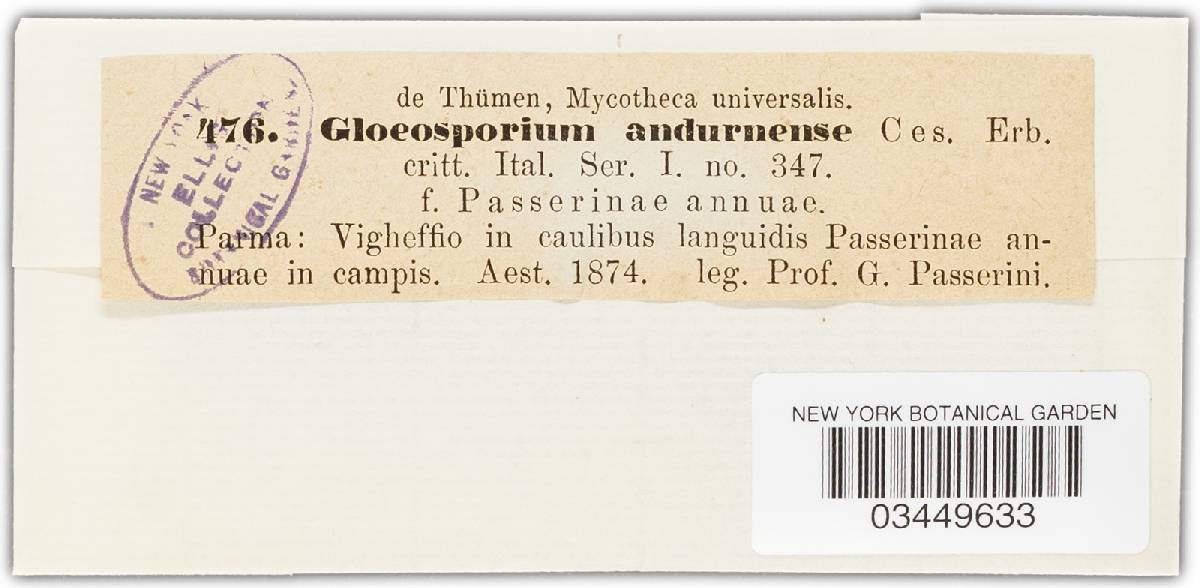 de Thümen, Mycotheca universalis.
476. Gloeosporium andurnense Ces. Erb.
critt. Ital. Ser. I. no. 347.
f. Passerinae annuae.
Parma: Vigheffio in caulibus languidis Passerinae an-
nuae in campis. Aest. 1874. leg. Prof. G. Passerini.
NEW YORK
ELLIS
COLLECTION
BOTANICAL GARDEN
NEW YORK BOTANICAL GARDEN
03449633